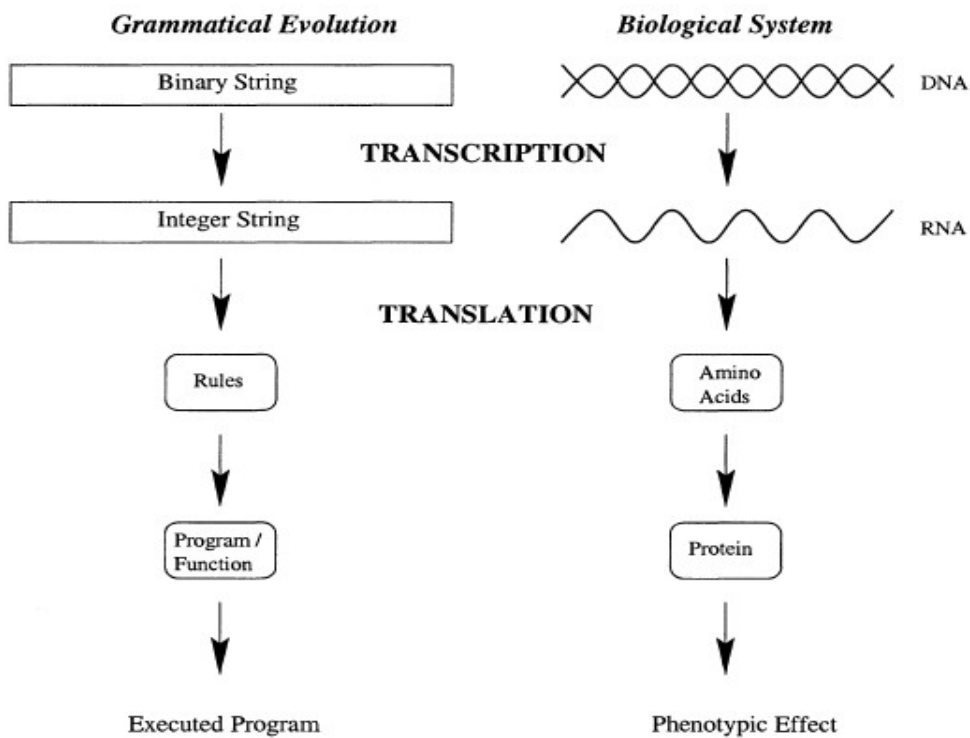 Grammatical Evolution
Biological System
Binary String
DNA
TRANSCRIPTION
Integer String
RNA
TRANSLATION
Rules
Amino
Acids
Program /
Function
Protein
Executed Program
Phenotypic Effect